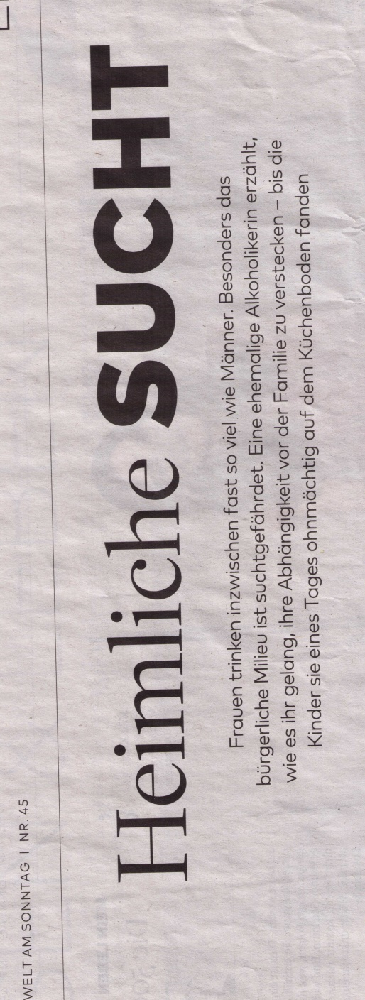 WELT AM SONNTAG | NR. 45
Heimliche SUCHT
Frauen trinken inzwischen fast so viel wie Männer. Besonders das
bürgerliche Milieu ist suchtgefährdet. Eine ehemalige Alkoholikerin erzählt,
wie es ihr gelang, ihre Abhängigkeit vor der Familie zu verstecken – bis die
Kinder sie eines Tages ohnmächtig auf dem Küchenboden fanden